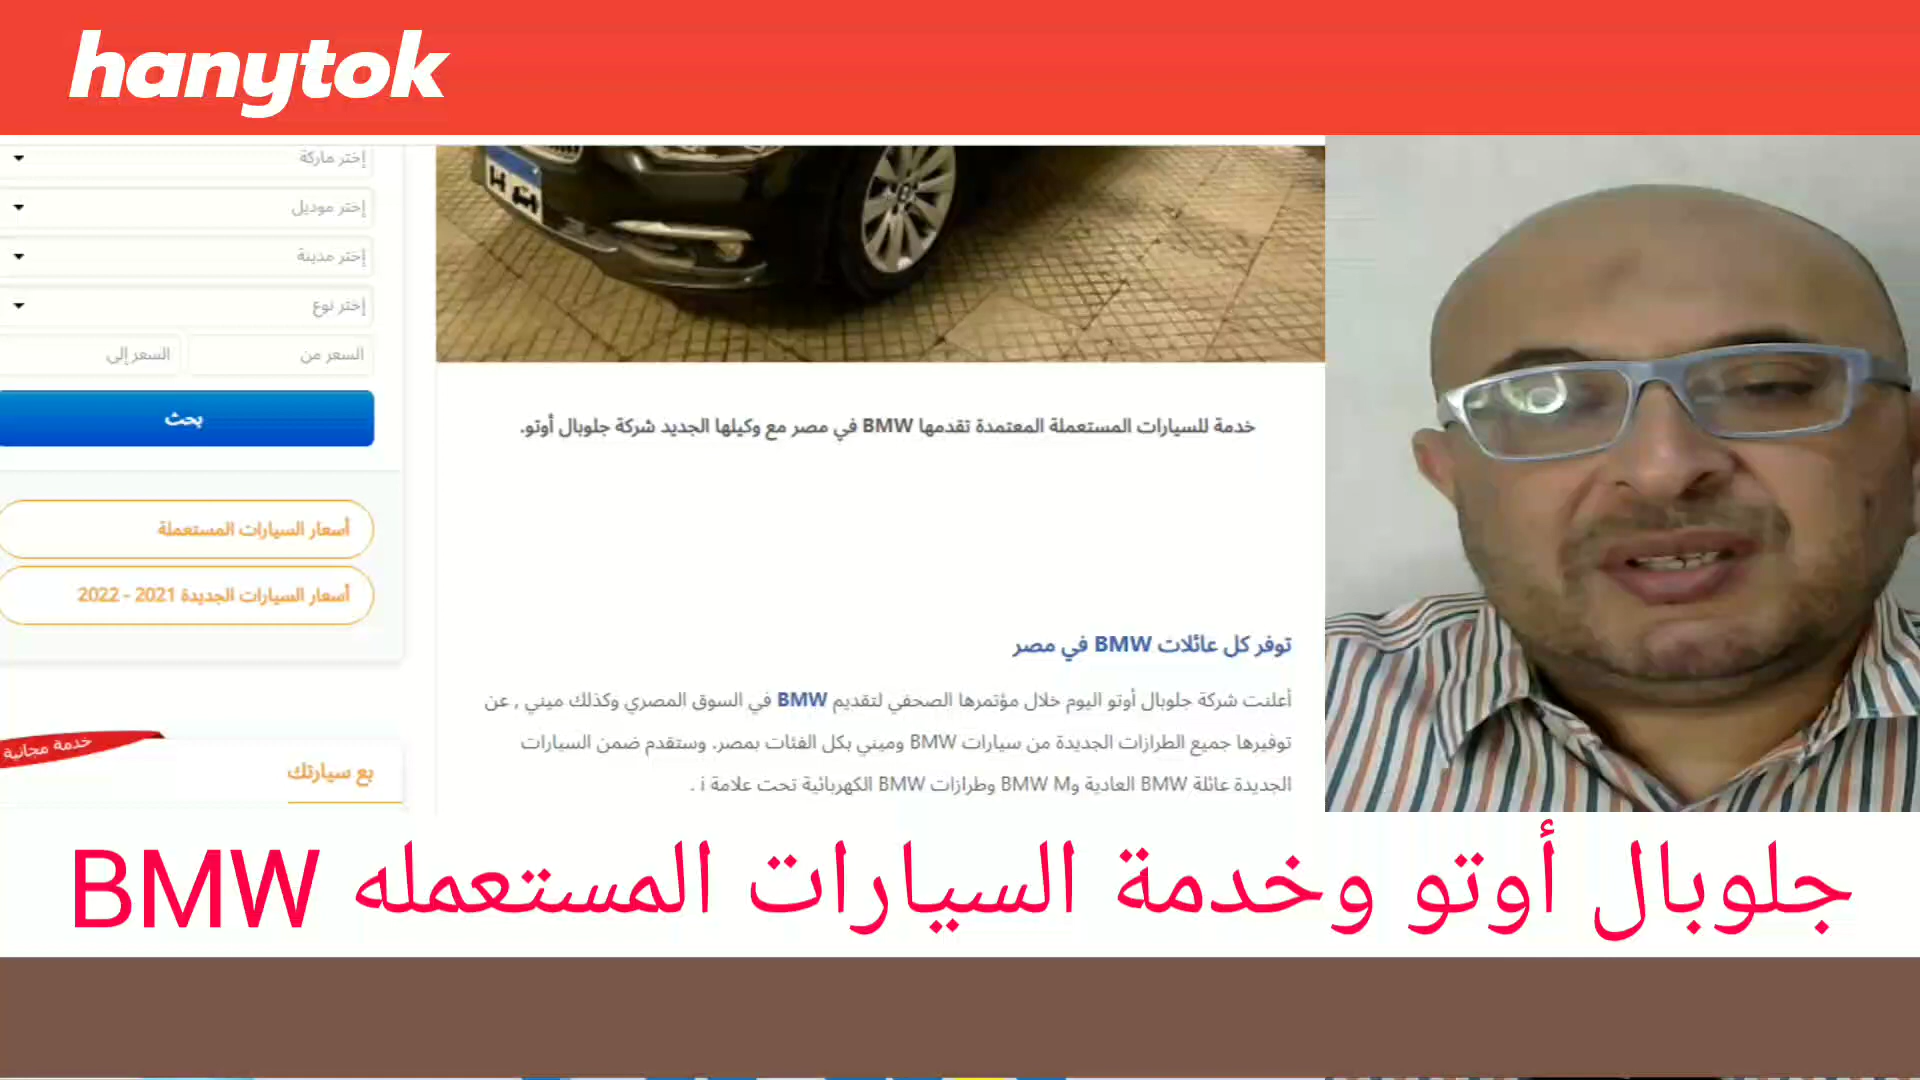 hanytok
إختر ماركة
إختر موديل
إختر مدينة
إختر نوع
السعر من
السعر إلى
بحث
أسعار السيارات المستعملة
أسعار السيارات الجديدة 2021 - 2022
خدمة مجانية
بع سيارتك
خدمة للسيارات المستعملة المعتمدة تقدمها BMW في مصر مع وكيلها الجديد شركة جلوبال أوتو.
توفر كل عائلات BMW في مصر
أعلنت شركة جلوبال أوتو اليوم خلال مؤتمرها الصحفي لتقديم BMW في السوق المصري وكذلك ميني , عن
توفيرها جميع الطرازات الجديدة من سيارات BMW وميني بكل الفئات بمصر. وستقدم ضمن السيارات
الجديدة عائلة BMW العادية وBMW M وطرازات BMW الكهربائية تحت علامة i .
جلوبال أوتو وخدمة السيارات المستعمله BMW